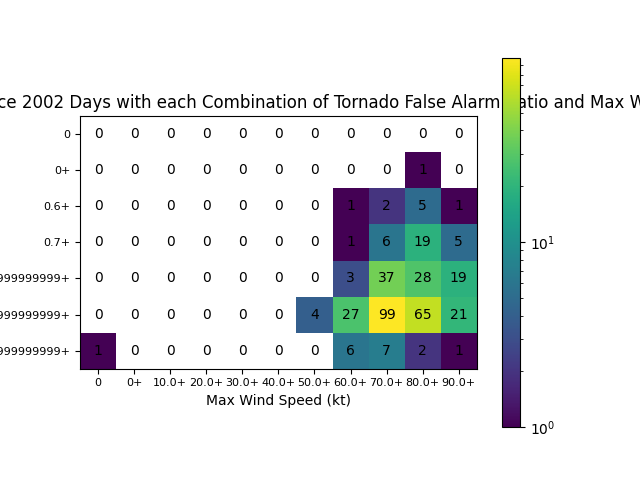 ce 2002 Days with each Combination of Tornado False Alarm Ratio and Max W
0 0 0 0 0 0 0 0 0 0 0 0
0+ 0 0 0 0 0 0 0 0 0 1 0
0.6+ 0 0 0 0 0 0 0 1 2 5 1
0.7+ 0 0 0 0 0 0 0 1 6 19 5
999999999+ 0 0 0 0 0 0 0 3 37 28 19
999999999+ 0 0 0 0 0 0 4 27 99 65 21
999999999+ 1 0 0 0 0 0 0 6 7 2 1
0 0+ 10.0+ 20.0+ 30.0+ 40.0+ 50.0+ 60.0+ 70.0+ 80.0+ 90.0+
Max Wind Speed (kt)
10^1
10^0